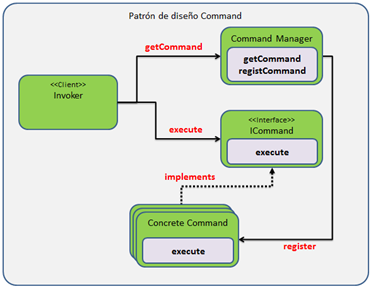 Patrón de diseño Command
Command Manager
getCommand
getCommand
registCommand
<<Client>>
Invoker
<<Interface>>
ICommand
execute
execute
implements
Concrete Command
execute
register